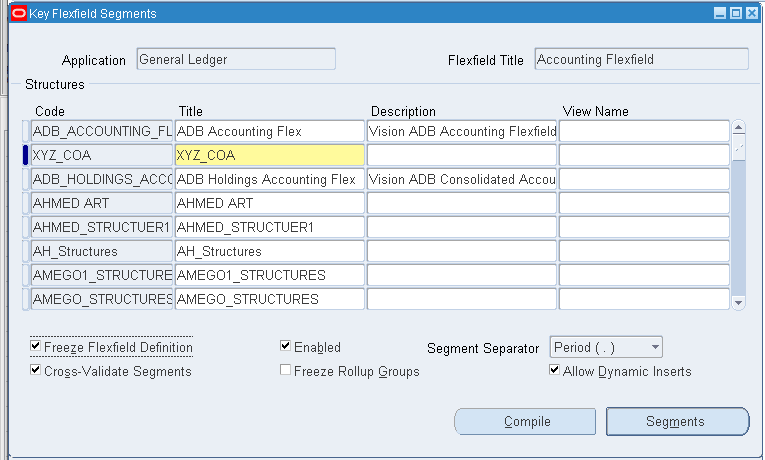 Key Flexfield Segments
Application General Ledger Flexfield Title Accounting Flexfield
Structures
Code Title Description View Name
ADB_ACCOUNTING_FL ADB Accounting Flex Vision ADB Accounting Flexfield
XYZ_COA XYZ_COA
ADB_HOLDINGS_ACCC ADB Holdings Accounting Flex Vision ADB Consolidated Accou
AHMED ART AHMED ART
AHMED_STRUCTUER1 AHMED_STRUCTUER1
AH_Structures AH_Structures
AMEGO1_STRUCTURE AMEGO1_STRUCTURES
AMEGO_STRUCTURES AMEGO_STRUCTURES
Freeze Flexfield Definition Enabled Segment Separator Period ( . )
Cross-Validate Segments Freeze Rollup Groups Allow Dynamic Inserts
Compile Segments